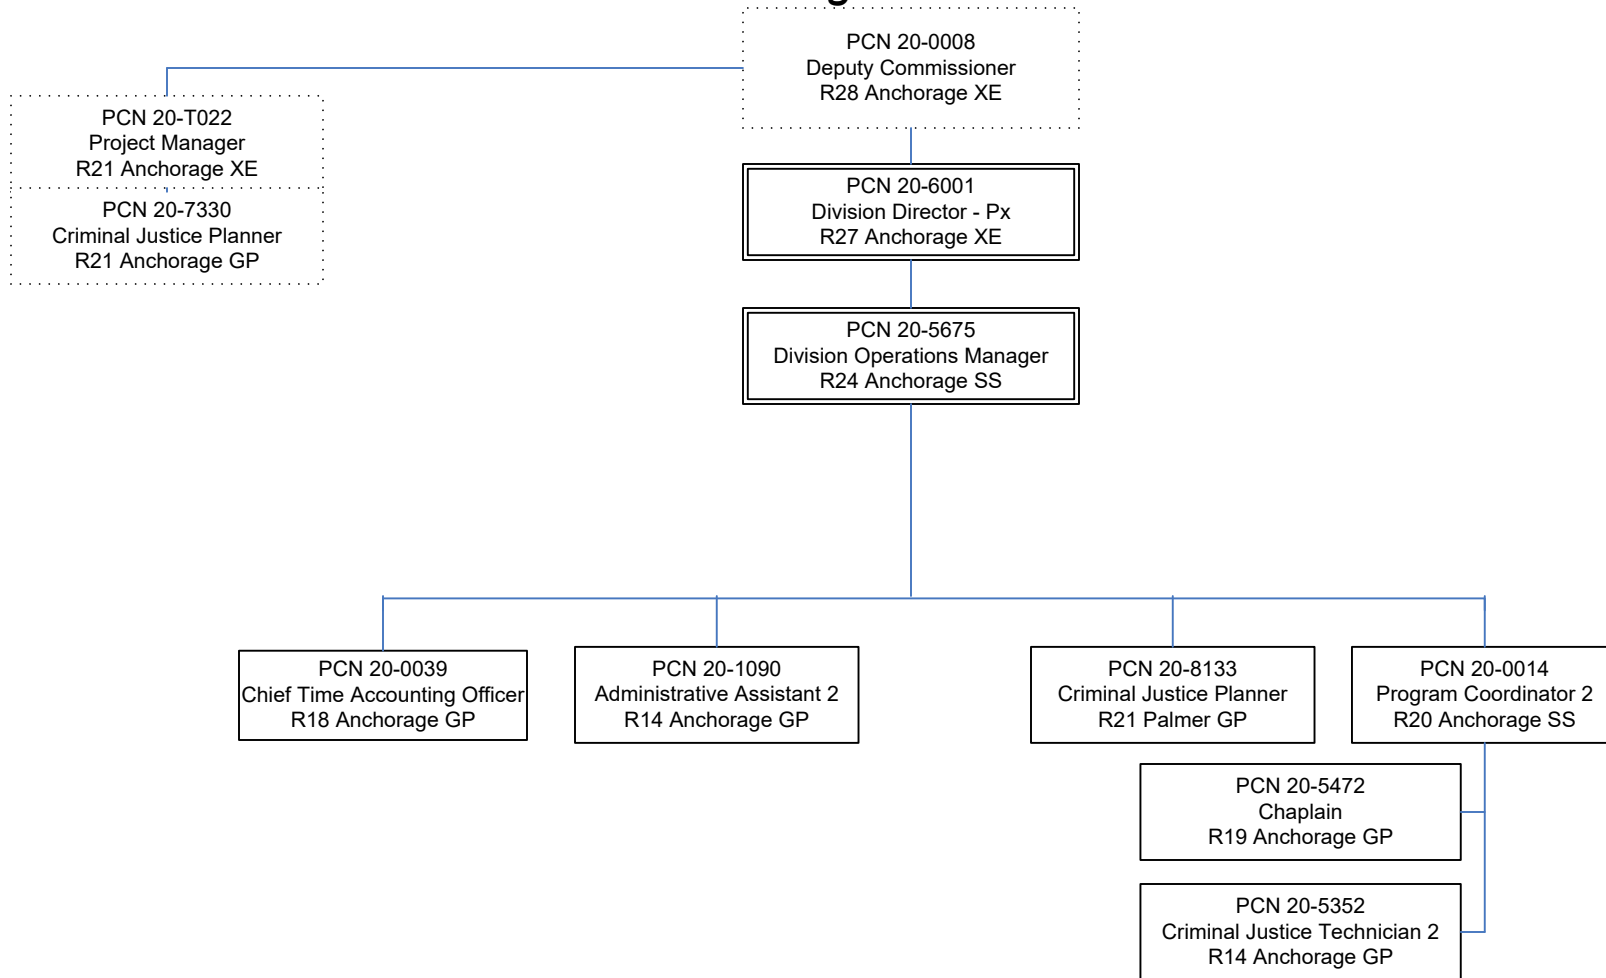 PCN 20-0008
Deputy Commissioner
R28 Anchorage XE
PCN 20-T022
Project Manager
R21 Anchorage XE
PCN 20-7330
Criminal Justice Planner
R21 Anchorage GP
PCN 20-6001
Division Director - Px
R27 Anchorage XE
PCN 20-5675
Division Operations Manager
R24 Anchorage SS
PCN 20-0039
Chief Time Accounting Officer
R18 Anchorage GP
PCN 20-1090
Administrative Assistant 2
R14 Anchorage GP
PCN 20-8133
Criminal Justice Planner
R21 Palmer GP
PCN 20-0014
Program Coordinator 2
R20 Anchorage SS
PCN 20-5472
Chaplain
R19 Anchorage GP
PCN 20-5352
Criminal Justice Technician 2
R14 Anchorage GP